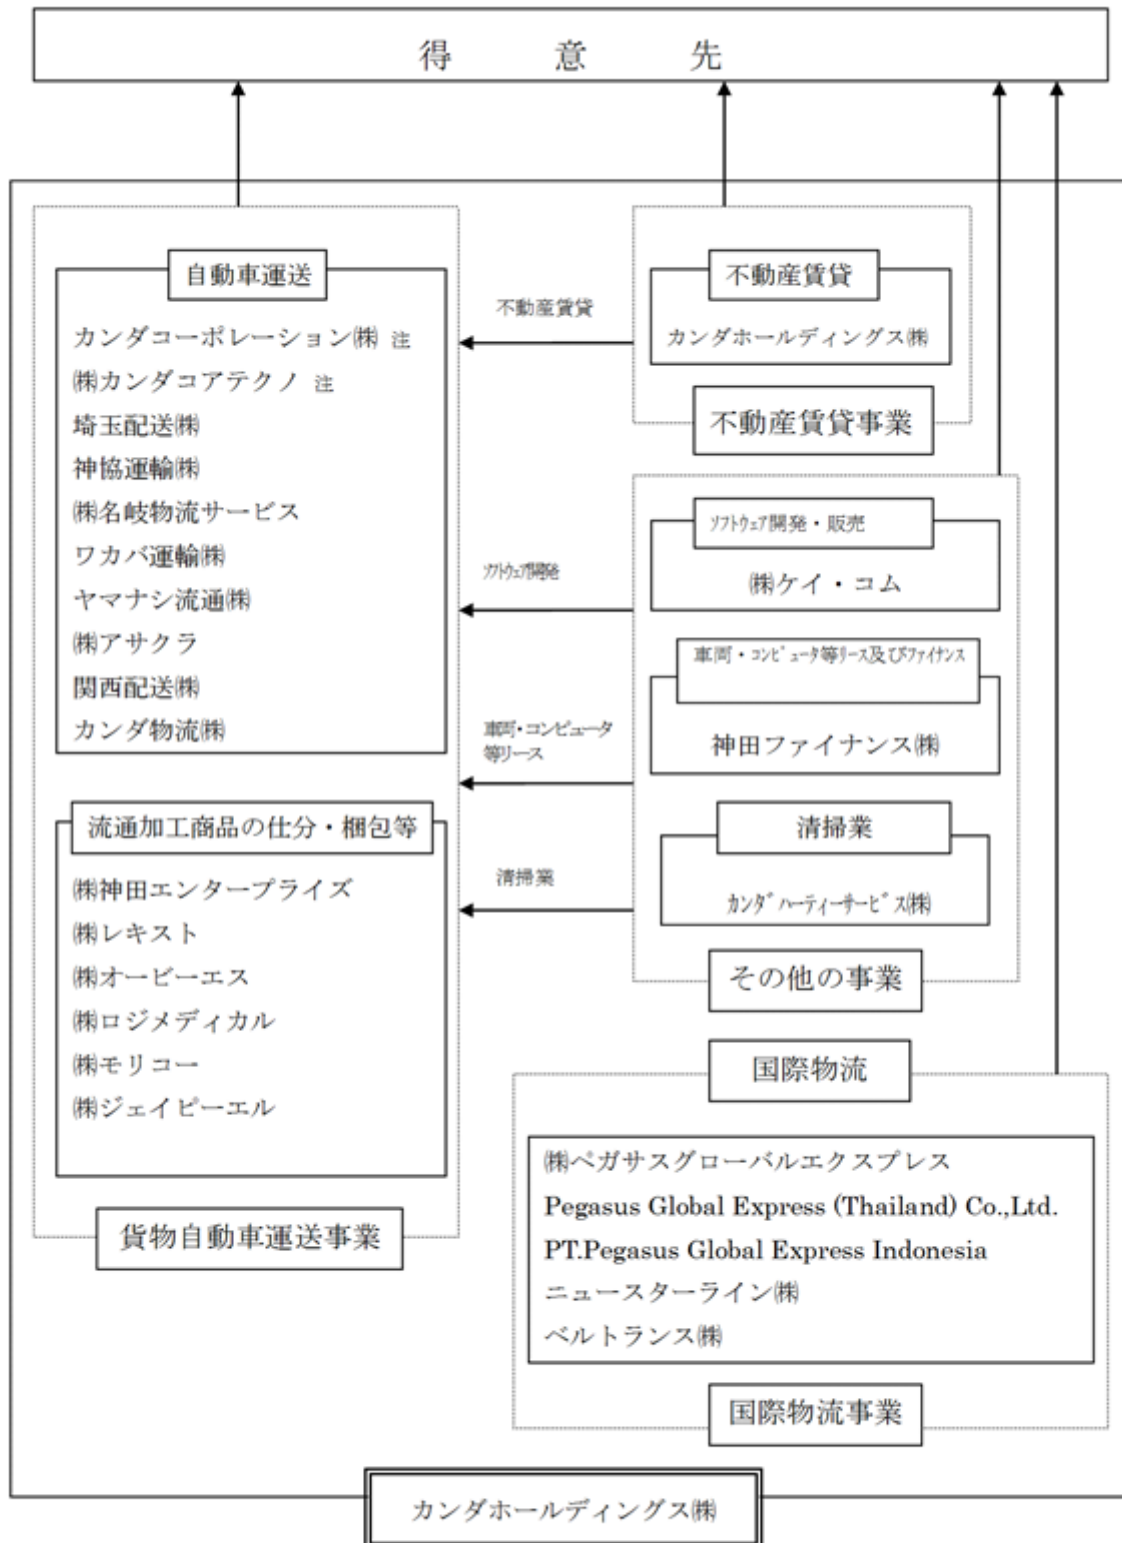 得意先
自動車運送
カンダコーポレーション㈱ 注
㈱カンダコアテクノ 注
埼玉配送㈱
神協運輸㈱
㈱名岐物流サービス
ワカバ運輸㈱
ヤマナシ流通㈱
㈱アサクラ
関西配送㈱
カンダ物流㈱
流通加工商品の仕分・梱包等
㈱神田エンタープライズ
㈱レキスト
㈱オービーエス
㈱ロジメディカル
㈱モリコー
㈱ジェイピーエル
貨物自動車運送事業
不動産賃貸
ソフトウェア開発
車両・コンピュータ
等リース
清掃業
不動産賃貸
カンダホールディングス㈱
不動産賃貸事業
ソフトウェア開発・販売
㈱ケイ・コム
車両・コンピュータ等リース及びファイナンス
神田ファイナンス㈱
清掃業
カンダハーティーサービス㈱
その他の事業
国際物流
㈱ペガサスグローバルエクスプレス
Pegasus Global Express (Thailand) Co.,Ltd.
PT.Pegasus Global Express Indonesia
ニュースターライン㈱
ベルトランス㈱
国際物流事業
カンダホールディングス㈱